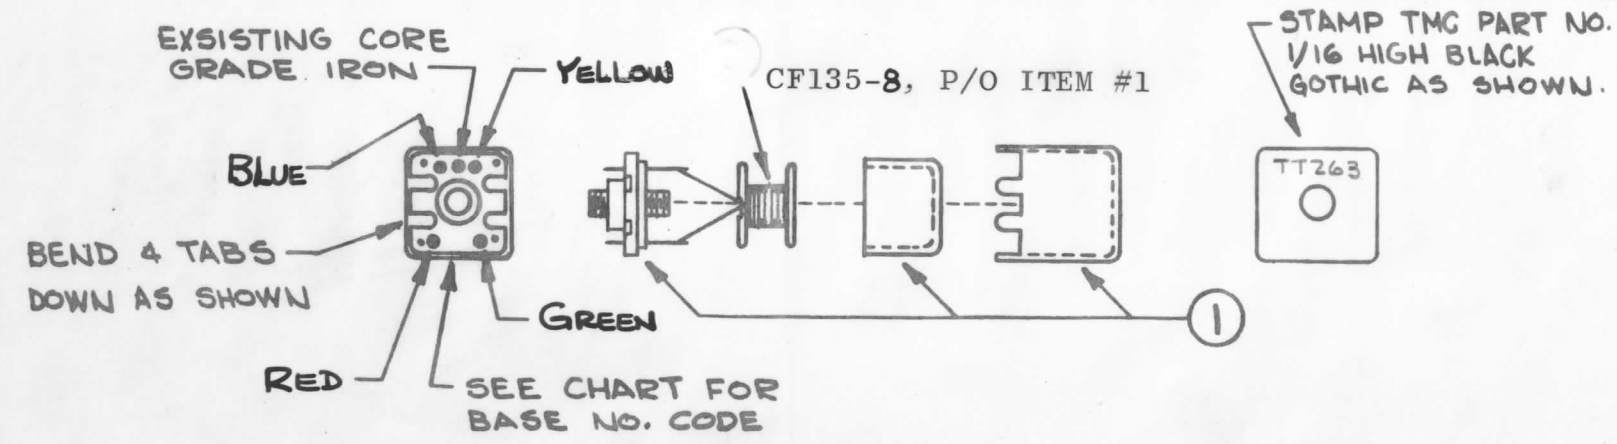 EXSISTING CORE
GRADE IRON
YELLOW
CF135-8, P/O ITEM #1
STAMP TMC PART NO.
1/16 HIGH BLACK
GOTHIC AS SHOWN.
BLUE
TT263
BEND 4 TABS
DOWN AS SHOWN
GREEN
1
RED
SEE CHART FOR
BASE NO. CODE